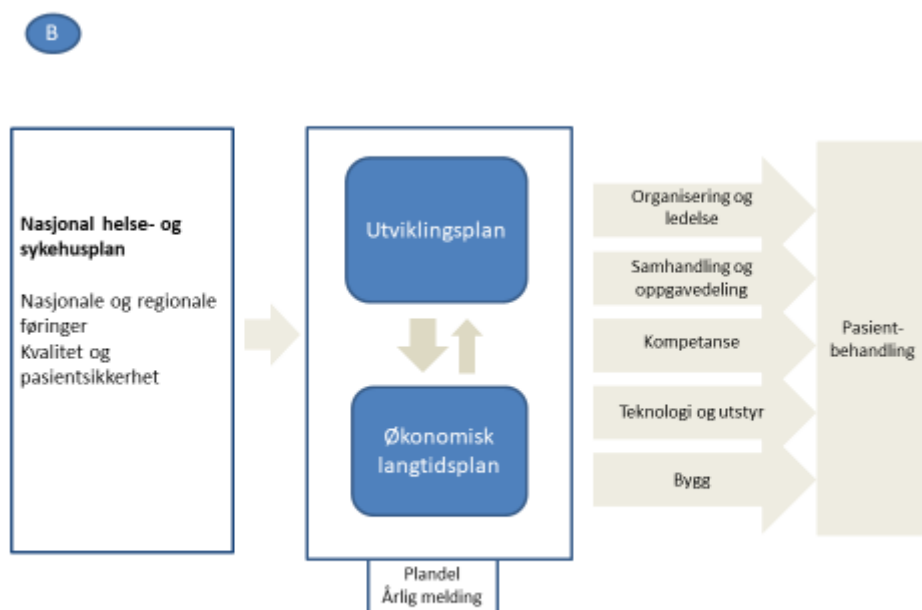 B
Nasjonal helse- og
sykehusplan
Nasjonale og regionale
føringer
Kvalitet og
pasientsikkerhet
Utviklingsplan
Økonomisk
langtidsplan
Plandel
Årlig melding
Organisering og
ledelse
Samhandling og
oppgavedeling
Kompetanse
Teknologi og utstyr
Bygg
Pasient-
behandling